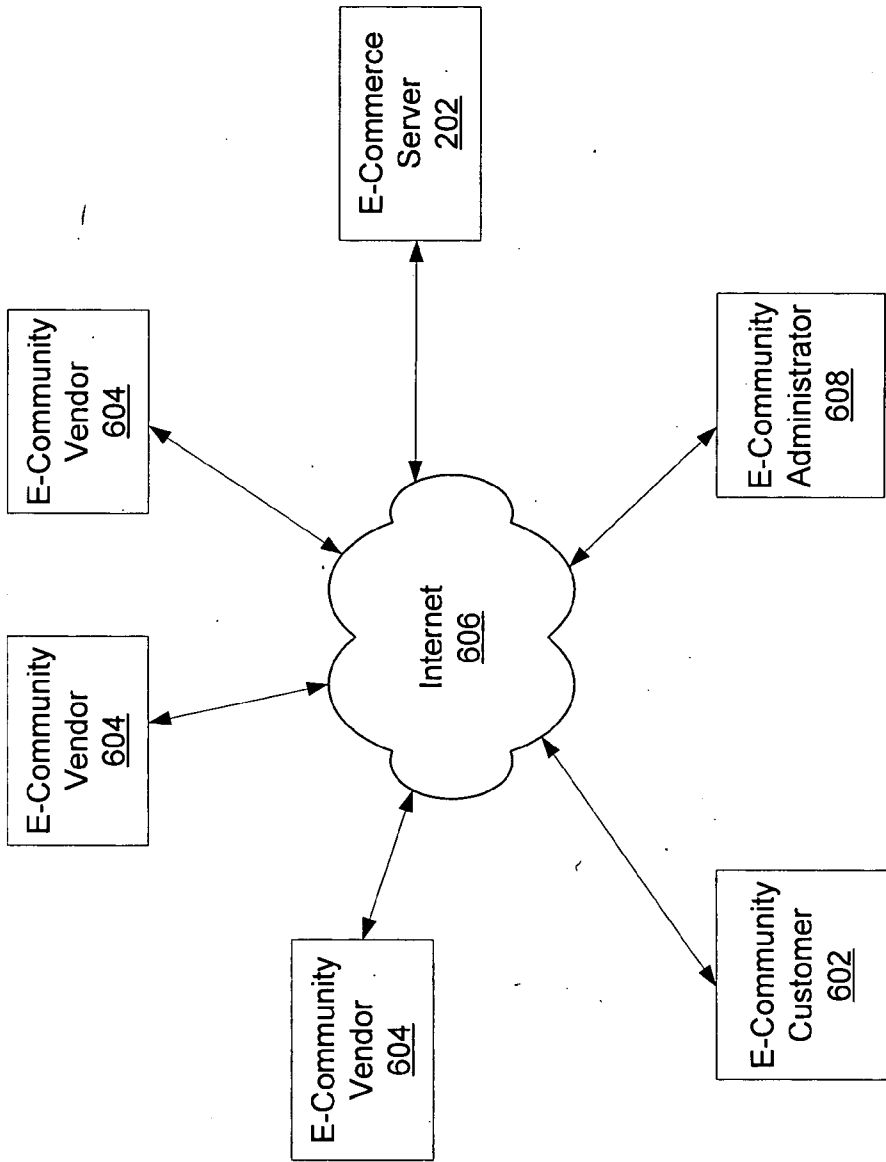 E-Community
Vendor
604
E-Community
Vendor
604
E-Community
Vendor
604
Internet
606
E-Commerce
Server
202
E-Community
Customer
602
E-Community
Administrator
608